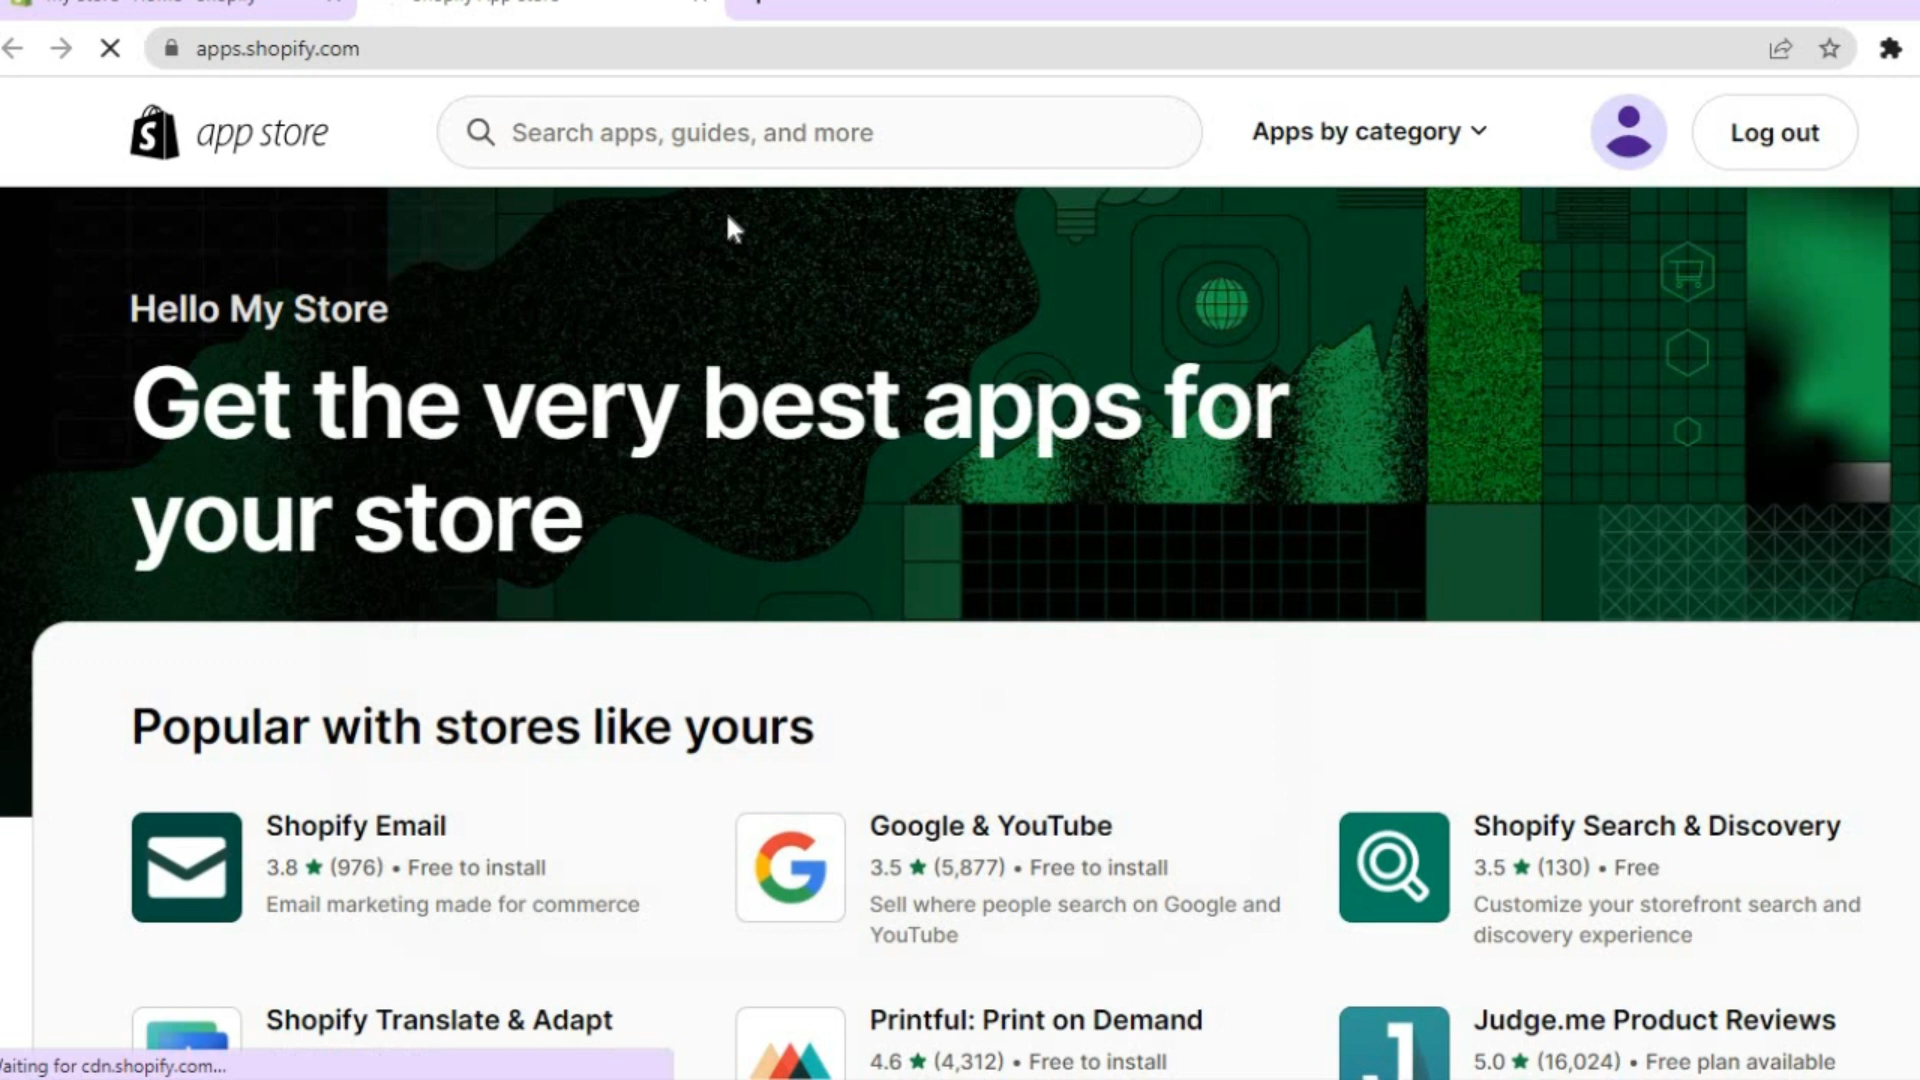 apps.shopify.com
app store
Search apps, guides, and more
Apps by category
Log out
Hello My Store
Get the very best apps for
your store
Popular with stores like yours
Shopify Email
3.8 ★ (976) • Free to install
Email marketing made for commerce
Google & YouTube
3.5 ★ (5,877) • Free to install
Sell where people search on Google and
YouTube
Shopify Search & Discovery
3.5 ★ (130) • Free
Customize your storefront search and
discovery experience
Shopify Translate & Adapt
Printful: Print on Demand
4.6 ★ (4,312) • Free to install
Judge.me Product Reviews
5.0 ★ (16,024) • Free plan available
for cdn.shopify.com...